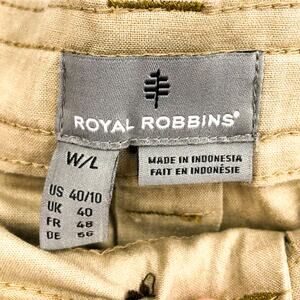 ROYAL ROBBINS®
W/L
US 40/10
UK 40
FR 48
DE 56
MADE IN INDONESIA
FAIT EN INDONÉSIE